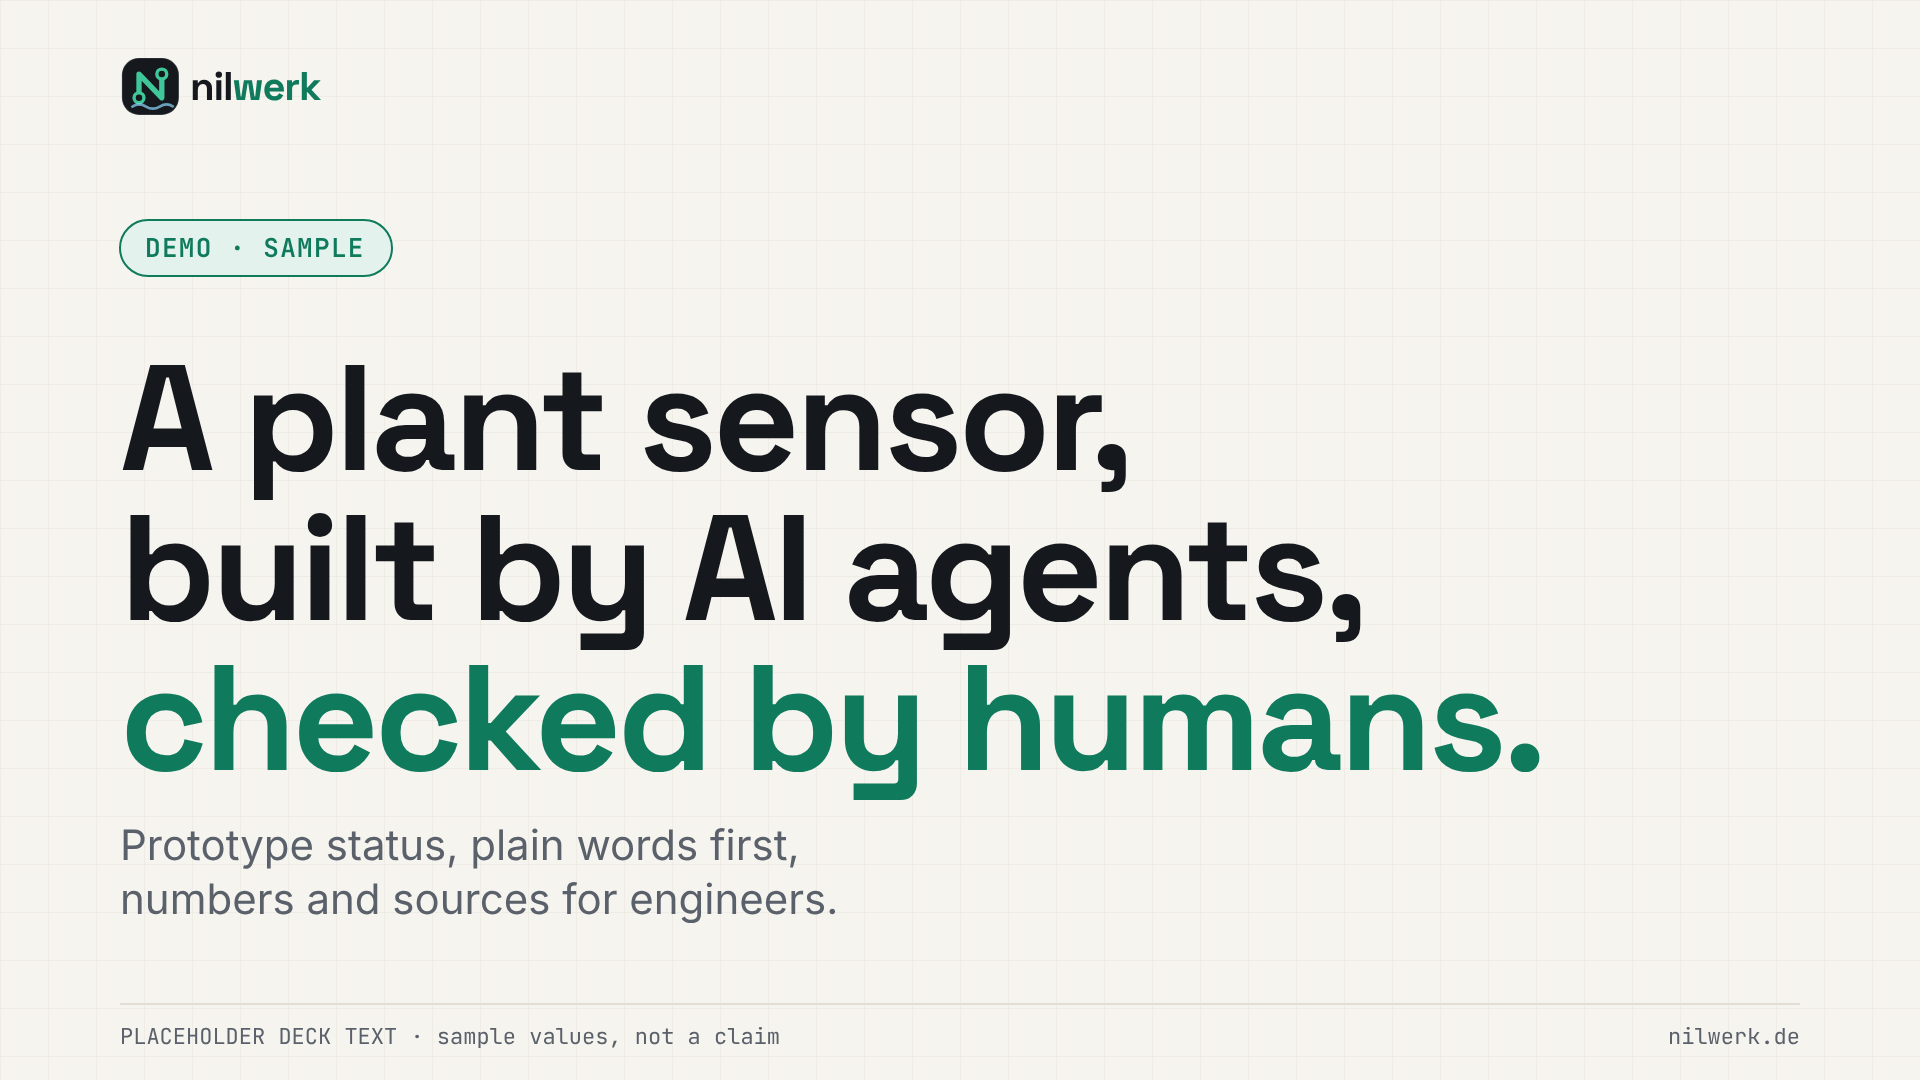 nilwerk
DEMO · SAMPLE
A plant sensor,
built by AI agents,
checked by humans.
Prototype status, plain words first,
numbers and sources for engineers.
PLACEHOLDER DECK TEXT · sample values, not a claim
nilwerk.de